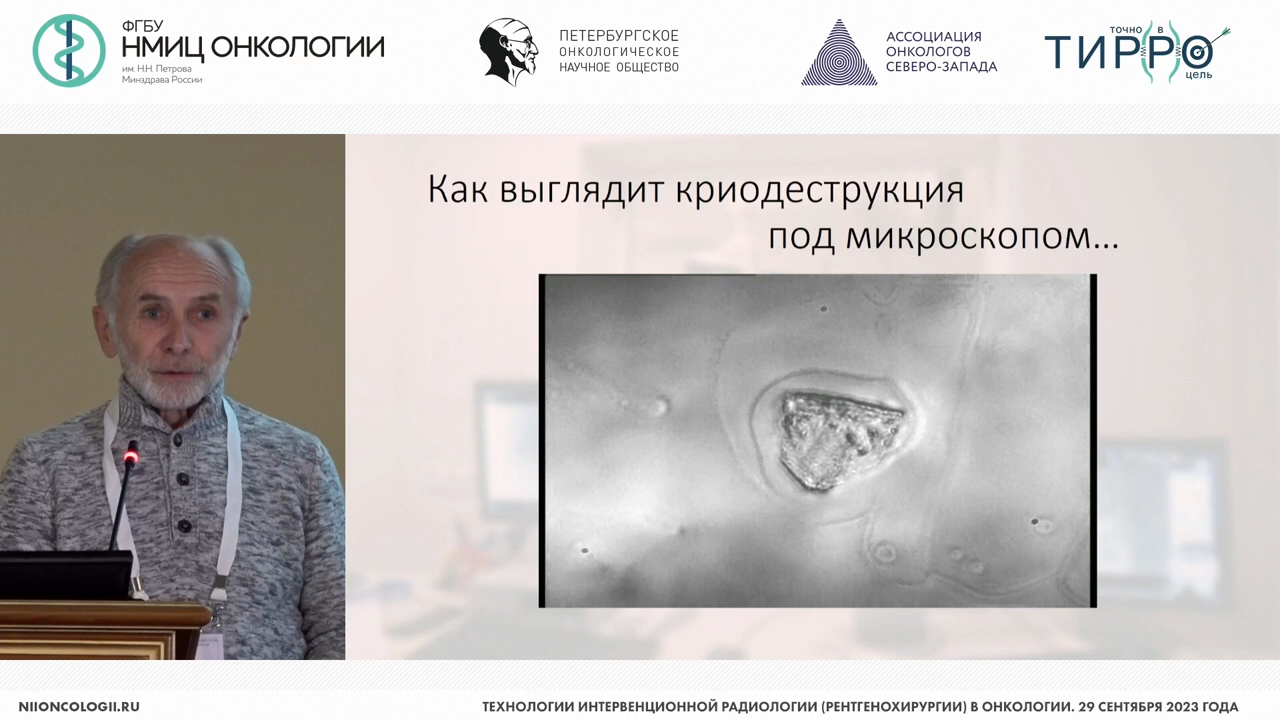 ФГБУ
НМИЦ ОНКОЛОГИИ
им. Н.Н. Петрова
Минздрава России
ПЕТЕРБУРГСКОЕ
ОНКОЛОГИЧЕСКОЕ
НАУЧНОЕ ОБЩЕСТВО
АССОЦИАЦИЯ
ОНКОЛОГОВ
СЕВЕРО-ЗАПАДА
ТОЧНО В
ТИРРО
цель
Как выглядит криодеструкция
под микроскопом...
NIIONCOLOGII.RU
ТЕХНОЛОГИИ ИНТЕРВЕНЦИОННОЙ РАДИОЛОГИИ (РЕНТГЕНОХИРУРГИИ) В ОНКОЛОГИИ. 29 СЕНТЯБРЯ 2023 ГОДА